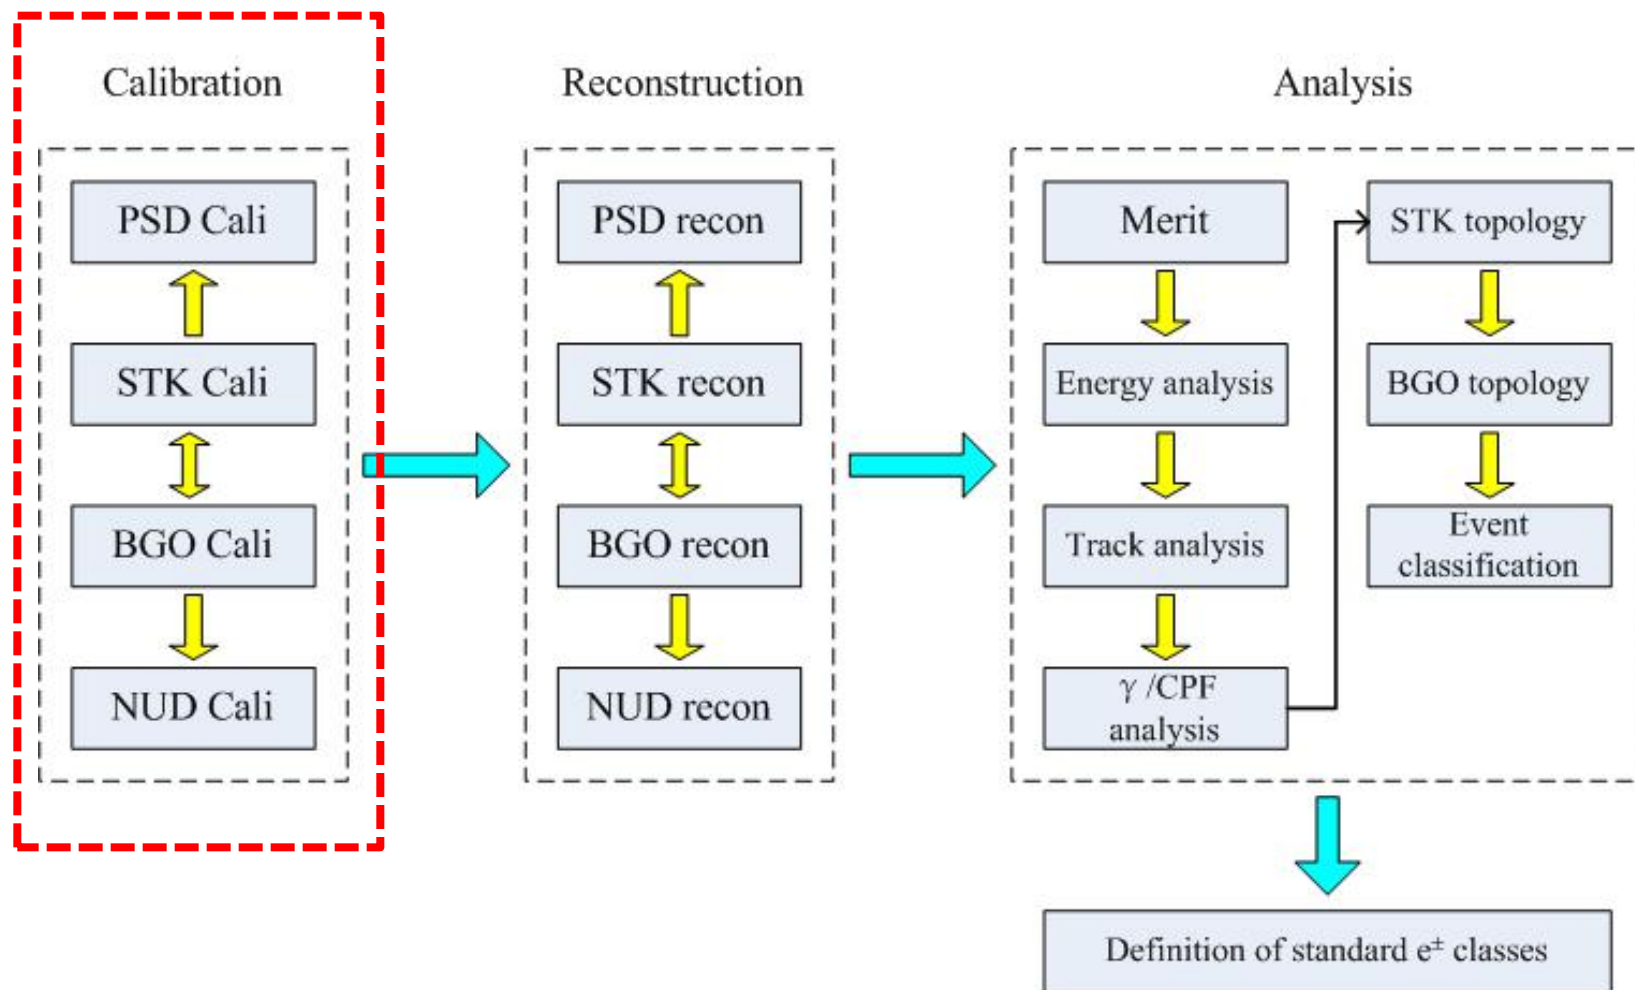 Calibration
PSD Cali
STK Cali
BGO Cali
NUD Cali
Reconstruction
PSD recon
STK recon
BGO recon
NUD recon
Analysis
Merit
Energy analysis
Track analysis
γ /CPF
analysis
STK topology
BGO topology
Event
classification
Definition of standard e± classes